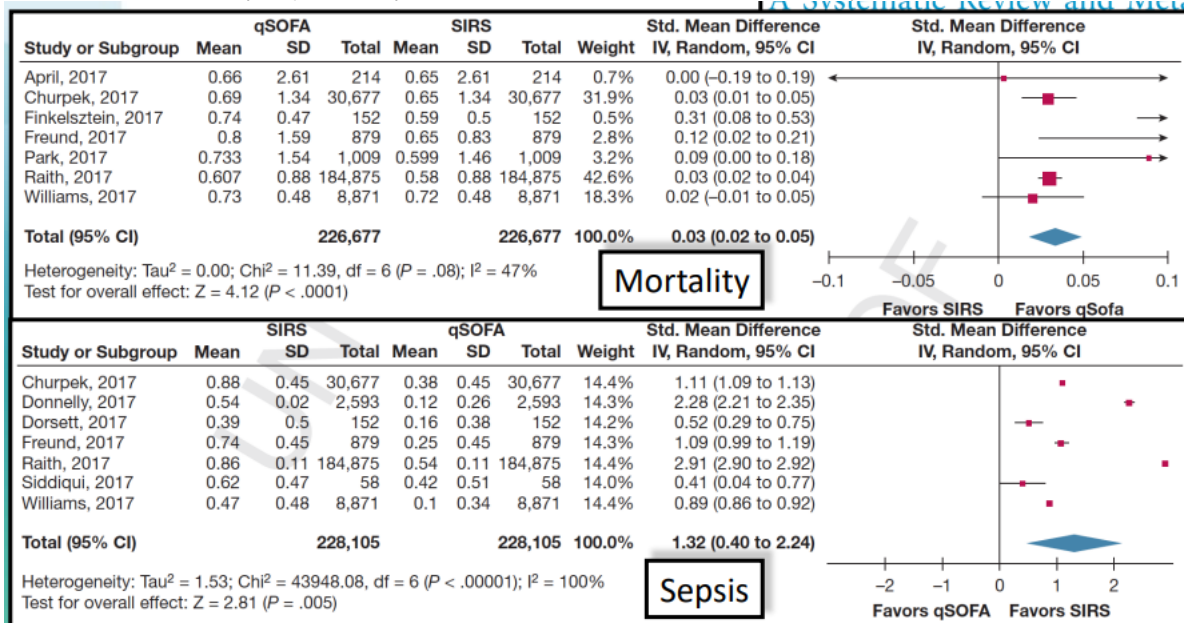 A Systematic Review and Meta
qSOFA SIRS Std. Mean Difference Std. Mean Difference
Study or Subgroup Mean SD Total Mean SD Total Weight IV, Random, 95% CI IV, Random, 95% CI
April, 2017 0.66 2.61 214 0.65 2.61 214 0.7% 0.00 (–0.19 to 0.19)
Churpek, 2017 0.69 1.34 30,677 0.65 1.34 30,677 31.9% 0.03 (0.01 to 0.05)
Finkelsztein, 2017 0.74 0.47 152 0.59 0.5 152 0.5% 0.31 (0.08 to 0.53)
Freund, 2017 0.8 1.59 879 0.65 0.83 879 2.8% 0.12 (0.02 to 0.21)
Park, 2017 0.733 1.54 1,009 0.599 1.46 1,009 3.2% 0.09 (0.00 to 0.18)
Raith, 2017 0.607 0.88 184,875 0.58 0.88 184,875 42.6% 0.03 (0.02 to 0.04)
Williams, 2017 0.73 0.48 8,871 0.72 0.48 8,871 18.3% 0.02 (–0.01 to 0.05)
Total (95% CI) 226,677 226,677 100.0% 0.03 (0.02 to 0.05)
Heterogeneity: Tau² = 0.00; Chi² = 11.39, df = 6 (P = .08); I² = 47%
Test for overall effect: Z = 4.12 (P < .0001)
Mortality
–0.1 –0.05 0 0.05 0.1
Favors SIRS Favors qSofa
SIRS qSOFA Std. Mean Difference Std. Mean Difference
Study or Subgroup Mean SD Total Mean SD Total Weight IV, Random, 95% CI IV, Random, 95% CI
Churpek, 2017 0.88 0.45 30,677 0.38 0.45 30,677 14.4% 1.11 (1.09 to 1.13)
Donnelly, 2017 0.54 0.02 2,593 0.12 0.26 2,593 14.3% 2.28 (2.21 to 2.35)
Dorsett, 2017 0.39 0.5 152 0.16 0.38 152 14.2% 0.52 (0.29 to 0.75)
Freund, 2017 0.74 0.45 879 0.25 0.45 879 14.3% 1.09 (0.99 to 1.19)
Raith, 2017 0.86 0.11 184,875 0.54 0.11 184,875 14.4% 2.91 (2.90 to 2.92)
Siddiqui, 2017 0.62 0.47 58 0.42 0.51 58 14.0% 0.41 (0.04 to 0.77)
Williams, 2017 0.47 0.48 8,871 0.1 0.34 8,871 14.4% 0.89 (0.86 to 0.92)
Total (95% CI) 228,105 228,105 100.0% 1.32 (0.40 to 2.24)
Heterogeneity: Tau² = 1.53; Chi² = 43948.08, df = 6 (P < .00001); I² = 100%
Test for overall effect: Z = 2.81 (P = .005)
Sepsis
–2 –1 0 1 2
Favors qSOFA Favors SIRS